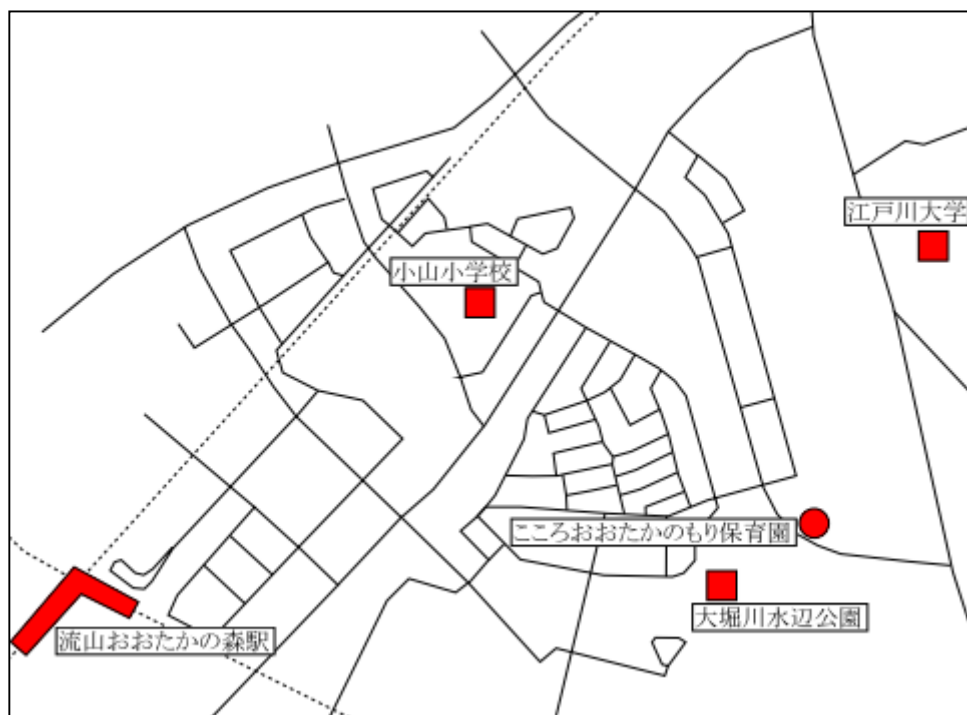 江戸川大学
小山小学校
こころおおたかのもり保育園
大堀川水辺公園
流山おおたかの森駅